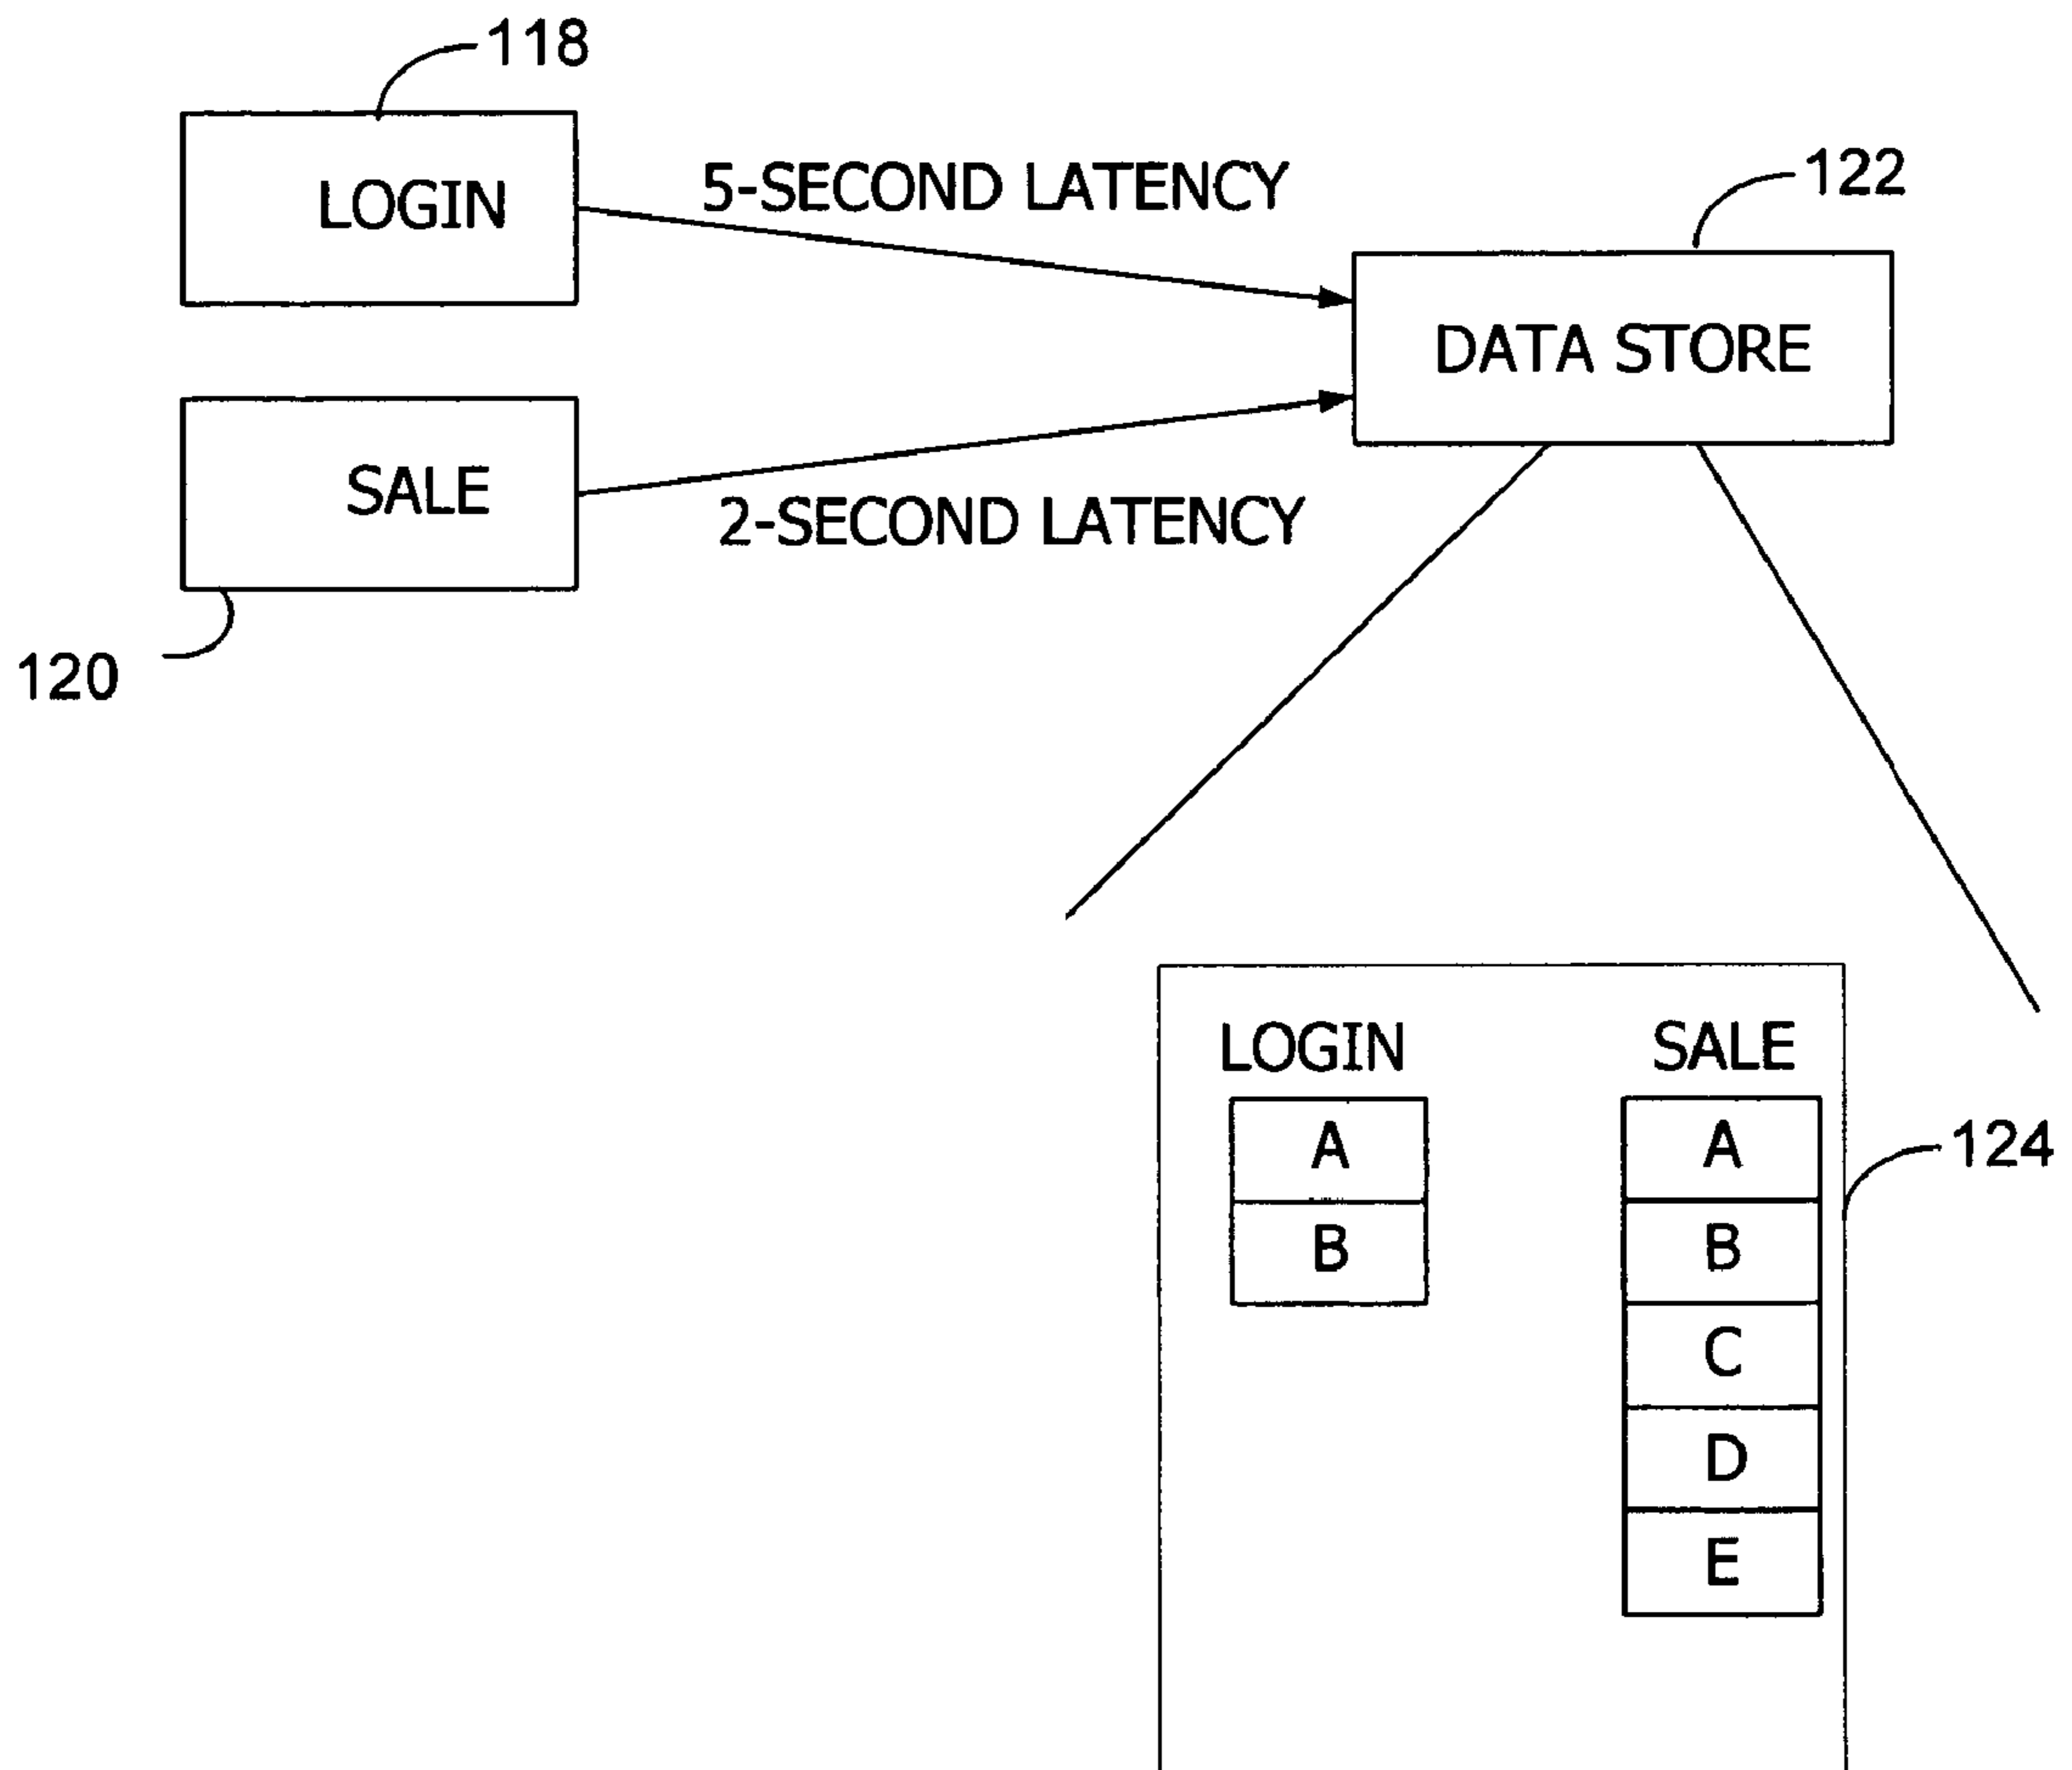 118
5-SECOND LATENCY
122
LOGIN
DATA STORE
SALE
2-SECOND LATENCY
120
LOGIN SALE
A A
124
B B
C
D
E